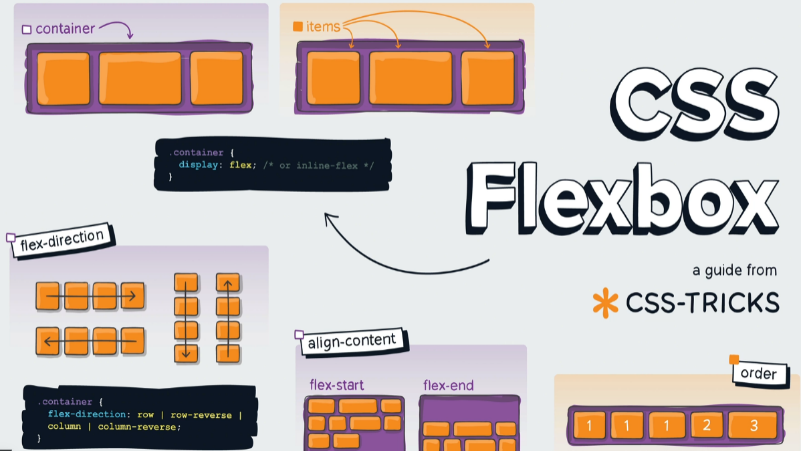 container
items
CSS
Flexbox
a guide from
CSS-TRICKS
.container {
display: flex; /* or inline-flex */
}
flex-direction
.container {
flex-direction: row | row-reverse |
column | column-reverse;
}
align-content
flex-start
flex-end
order
1 1 1 2 3